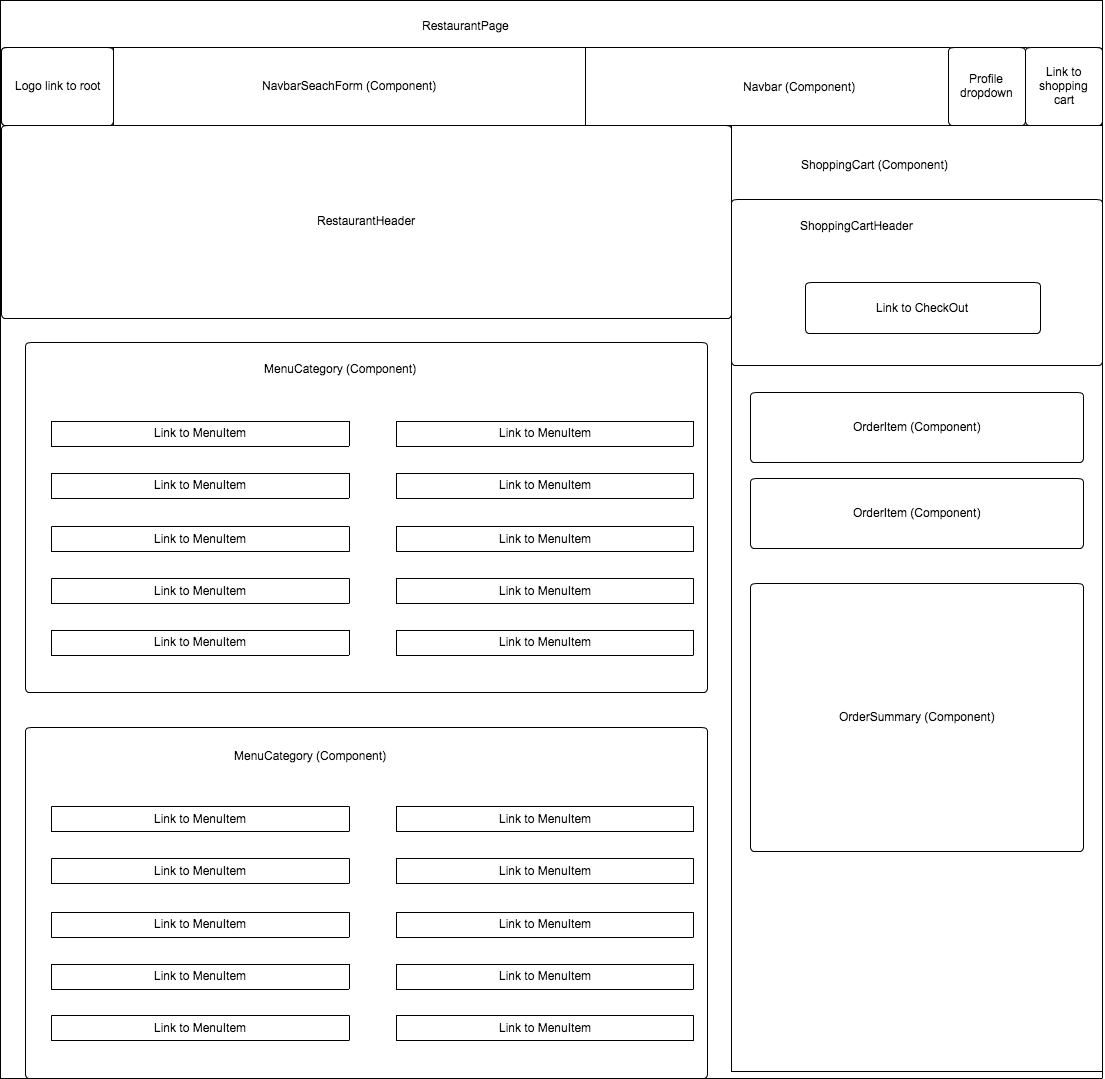 RestaurantPage
Logo link to root
NavbarSeachForm (Component)
Navbar (Component)
Profile
dropdown
Link to
shopping
cart
RestaurantHeader
ShoppingCart (Component)
ShoppingCartHeader
Link to CheckOut
MenuCategory (Component)
Link to MenuItem
Link to MenuItem
Link to MenuItem
Link to MenuItem
Link to MenuItem
Link to MenuItem
Link to MenuItem
Link to MenuItem
Link to MenuItem
Link to MenuItem
OrderItem (Component)
OrderItem (Component)
OrderSummary (Component)
MenuCategory (Component)
Link to MenuItem
Link to MenuItem
Link to MenuItem
Link to MenuItem
Link to MenuItem
Link to MenuItem
Link to MenuItem
Link to MenuItem
Link to MenuItem
Link to MenuItem